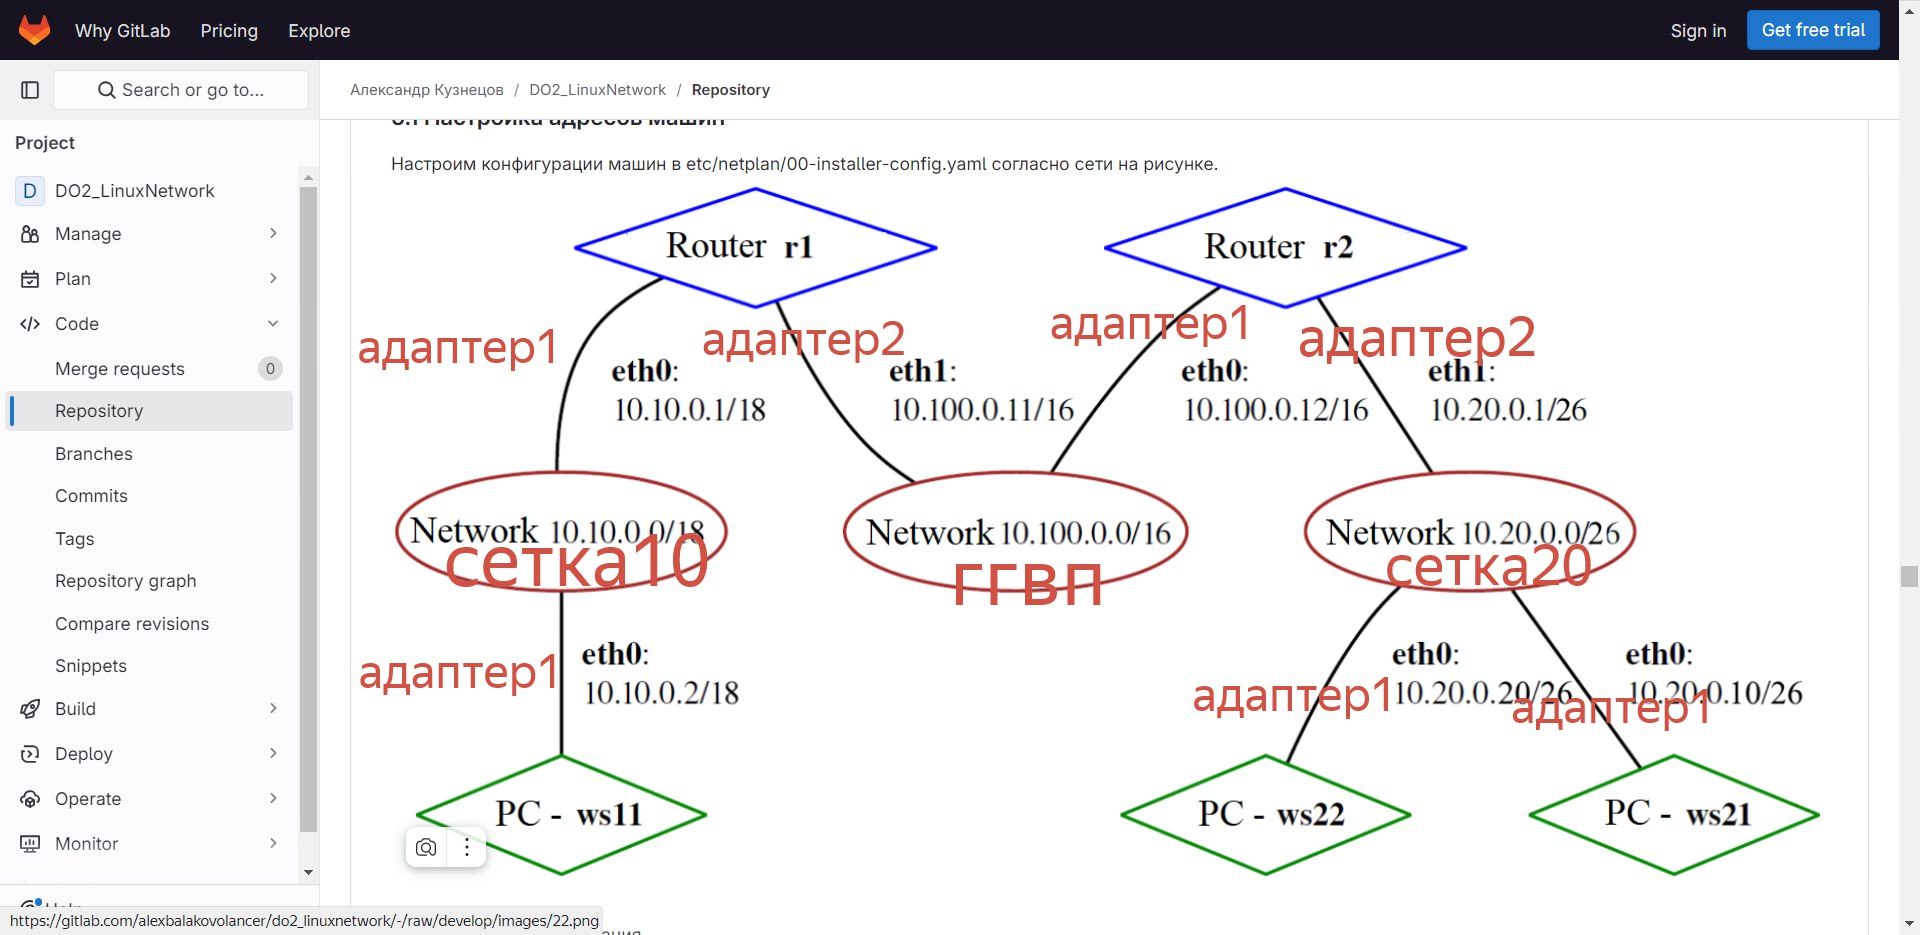 Why GitLab
Pricing
Explore
Sign in
Get free trial
Search or go to...
Александр Кузнецов / DO2_LinuxNetwork / Repository
Project
D DO2_LinuxNetwork
Manage
Plan
Code
Merge requests 0
Repository
Branches
Commits
Tags
Repository graph
Compare revisions
Snippets
Build
Deploy
Operate
Monitor
Help
https://gitlab.com/alexbalakovolancer/do2_linuxnetwork/-/raw/develop/images/22.png
5.1 Настройка адресов машин
Настроим конфигурации машин в etc/netplan/00-installer-config.yaml согласно сети на рисунке.
Router r1
Router r2
адаптер1
адаптер2
адаптер1
адаптер2
eth0:
10.10.0.1/18
eth1:
10.100.0.11/16
eth0:
10.100.0.12/16
eth1:
10.20.0.1/26
Network 10.10.0.0/18
сетка10
Network 10.100.0.0/16
ггвп
Network 10.20.0.0/26
сетка20
адаптер1
eth0:
10.10.0.2/18
адаптер1
eth0:
10.20.0.20/26
адаптер1
eth0:
10.20.0.10/26
PC - ws11
PC - ws22
PC - ws21